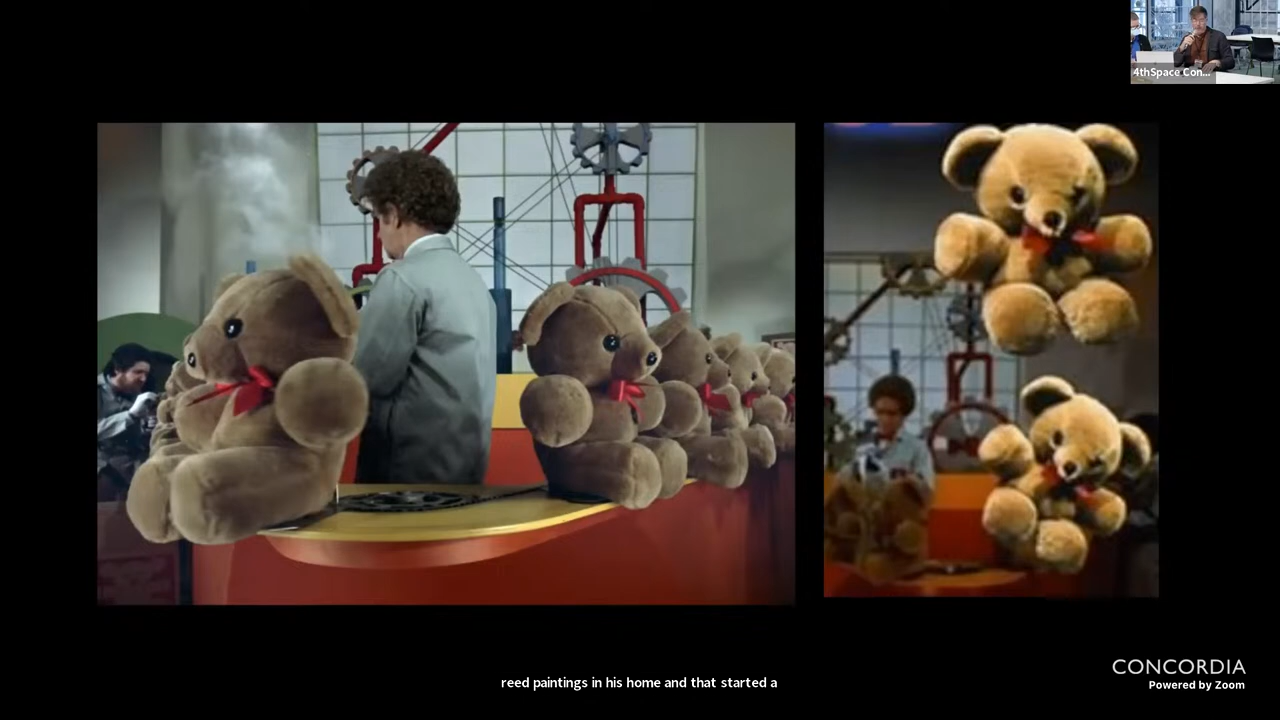 4thSpace Con...
reed paintings in his home and that started a
CONCORDIA
Powered by Zoom